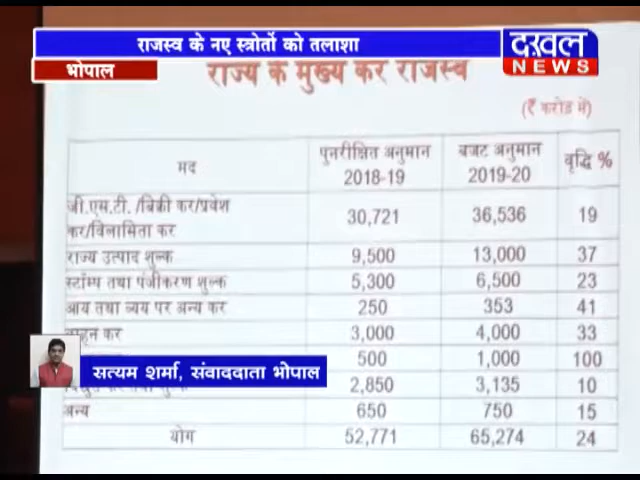 राजस्व के नए स्त्रोतों को तलाशा
दखल
NEWS
भोपाल
राज्य के मुख्य कर राजस्व
(₹ करोड़ में)
मद पुनरीक्षित अनुमान 2018-19 बजट अनुमान 2019-20 वृद्धि %
जी.एस.टी. /बिक्री कर/प्रवेश
कर/विलासिता कर 30,721 36,536 19
राज्य उत्पाद शुल्क 9,500 13,000 37
स्टॉम्प तथा पंजीकरण शुल्क 5,300 6,500 23
आय तथा व्यय पर अन्य कर 250 353 41
कर 3,000 4,000 33
500 1,000 100
सत्यम शर्मा, संवाददाता भोपाल
2,850 3,135 10
अन्य 650 750 15
योग 52,771 65,274 24